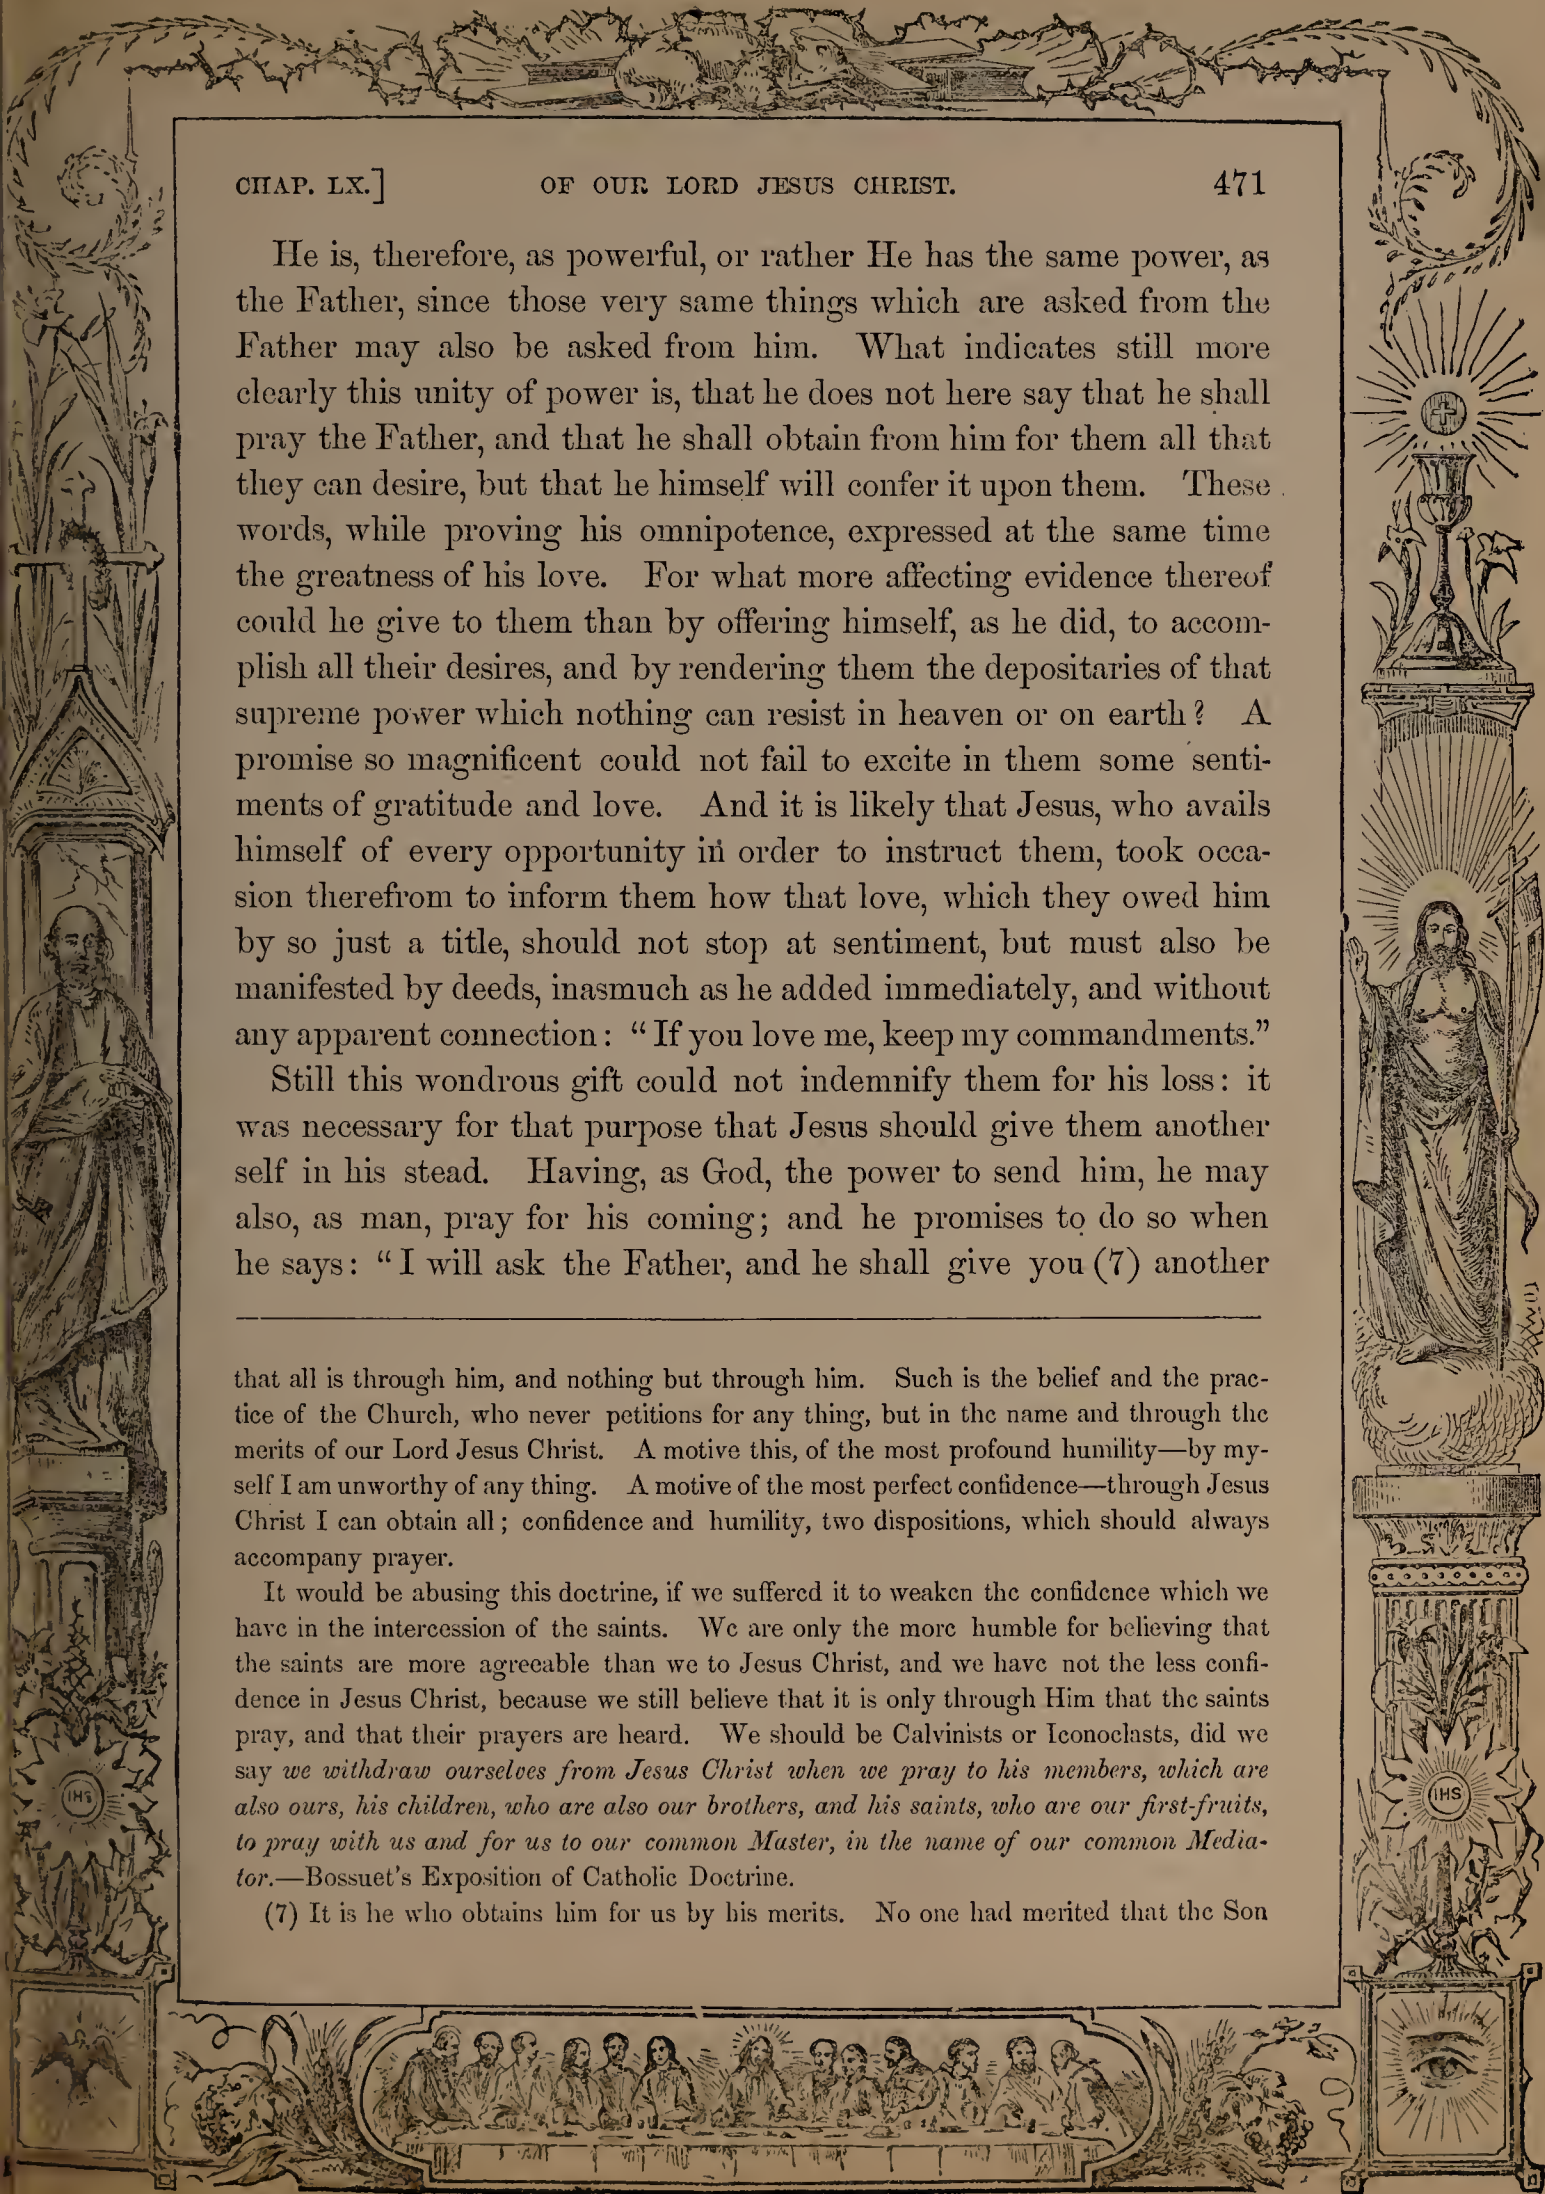 CHAP. LX.] OF OUR LORD JESUS CHRIST. 471
He is, therefore, as powerful, or rather He has the same power, as
the Father, since those very same things which are asked from the
Father may also be asked from him. What indicates still more
clearly this unity of power is, that he does not here say that he shall
pray the Father, and that he shall obtain from him for them all that
they can desire, but that he himself will confer it upon them. These
words, while proving his omnipotence, expressed at the same time
the greatness of his love. For what more affecting evidence thereof
could he give to them than by offering himself, as he did, to accom-
plish all their desires, and by rendering them the depositaries of that
supreme power which nothing can resist in heaven or on earth? A
promise so magnificent could not fail to excite in them some senti-
ments of gratitude and love. And it is likely that Jesus, who avails
himself of every opportunity in order to instruct them, took occa-
sion therefrom to inform them how that love, which they owed him
by so just a title, should not stop at sentiment, but must also be
manifested by deeds, inasmuch as he added immediately, and without
any apparent connection: "If you love me, keep my commandments."
Still this wondrous gift could not indemnify them for his loss: it
was necessary for that purpose that Jesus should give them another
self in his stead. Having, as God, the power to send him, he may
also, as man, pray for his coming; and he promises to do so when
he says: "I will ask the Father, and he shall give you (7) another
that all is through him, and nothing but through him. Such is the belief and the prac-
tice of the Church, who never petitions for any thing, but in the name and through the
merits of our Lord Jesus Christ. A motive this, of the most profound humility—by my-
self I am unworthy of any thing. A motive of the most perfect confidence—through Jesus
Christ I can obtain all; confidence and humility, two dispositions, which should always
accompany prayer.
It would be abusing this doctrine, if we suffered it to weaken the confidence which we
have in the intercession of the saints. We are only the more humble for believing that
the saints are more agreeable than we to Jesus Christ, and we have not the less confi-
dence in Jesus Christ, because we still believe that it is only through Him that the saints
pray, and that their prayers are heard. We should be Calvinists or Iconoclasts, did we
say we withdraw ourselves from Jesus Christ when we pray to his members, which are
also ours, his children, who are also our brothers, and his saints, who are our first-fruits,
to pray with us and for us to our common Master, in the name of our common Media-
tor.—Bossuet's Exposition of Catholic Doctrine.
(7) It is he who obtains him for us by his merits. No one had merited that the Son
IHS
IHS